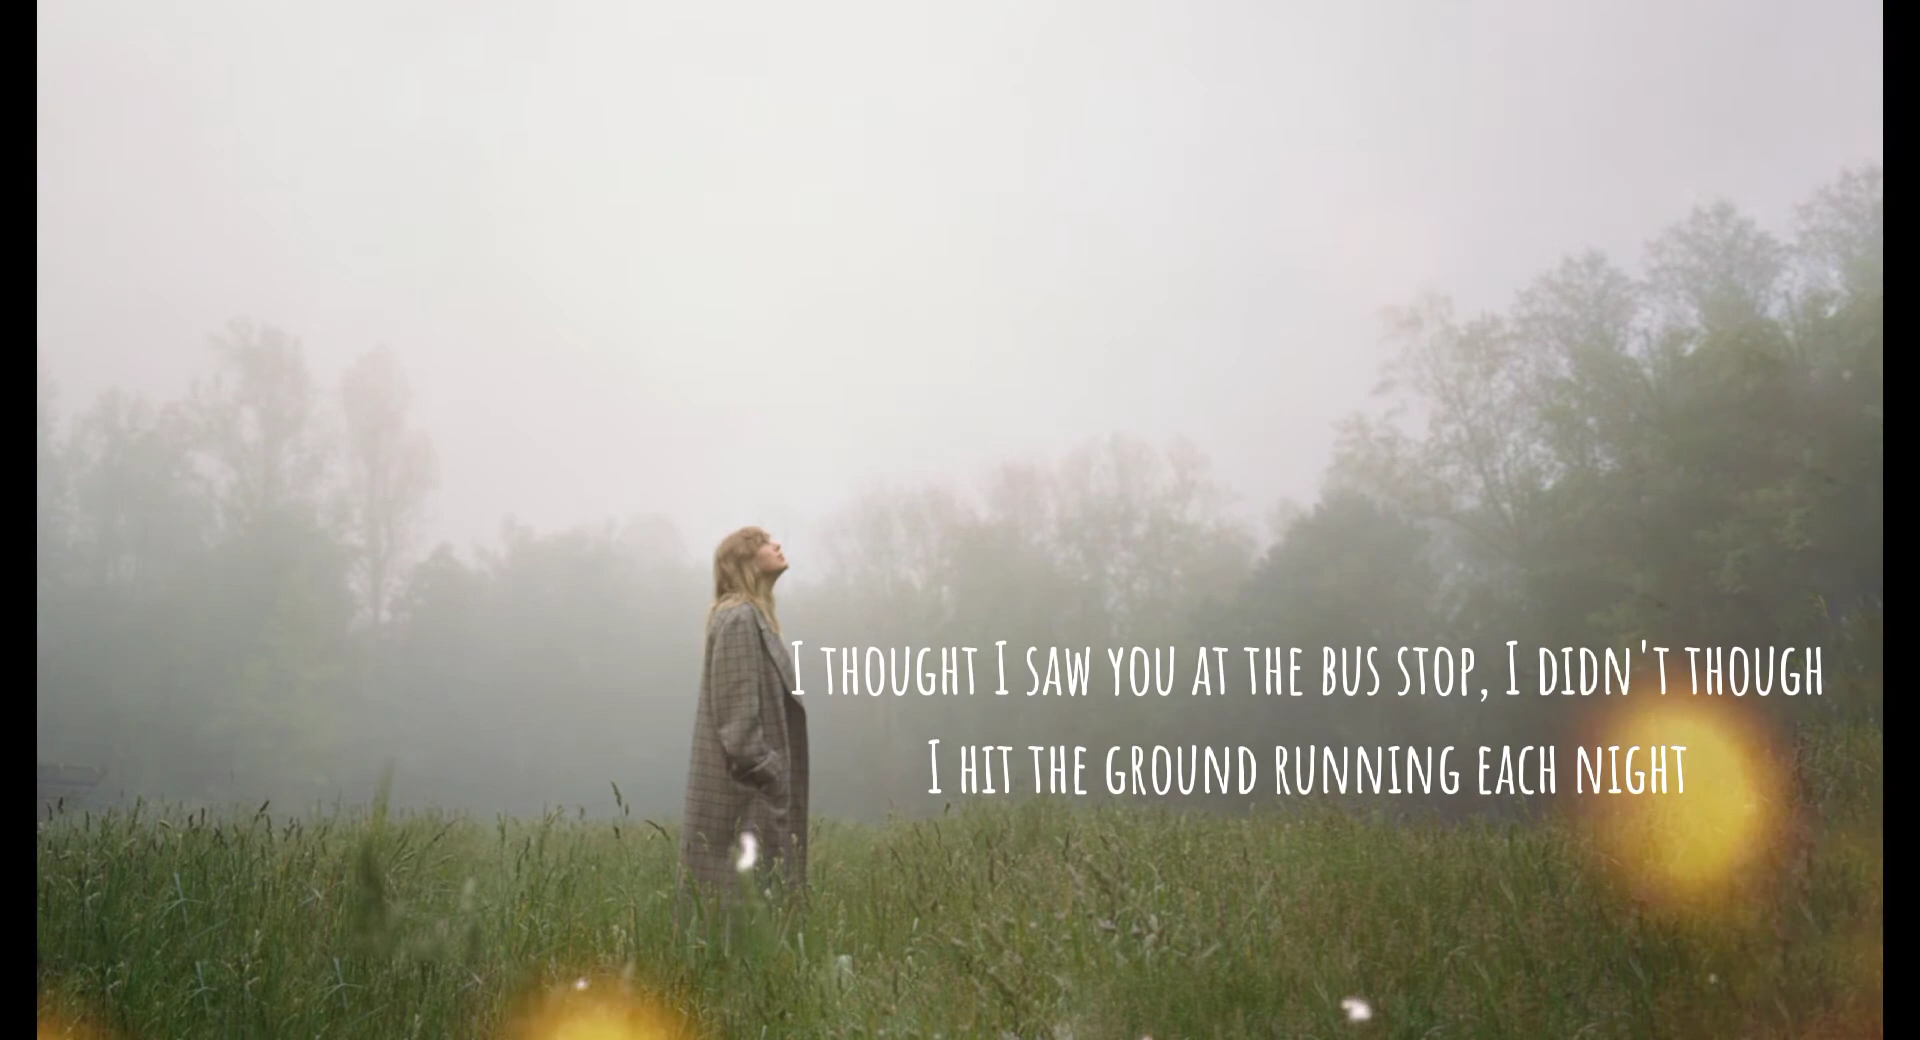 I THOUGHT I SAW YOU AT THE BUS STOP, I DIDN'T THOUGH
I HIT THE GROUND RUNNING EACH NIGHT